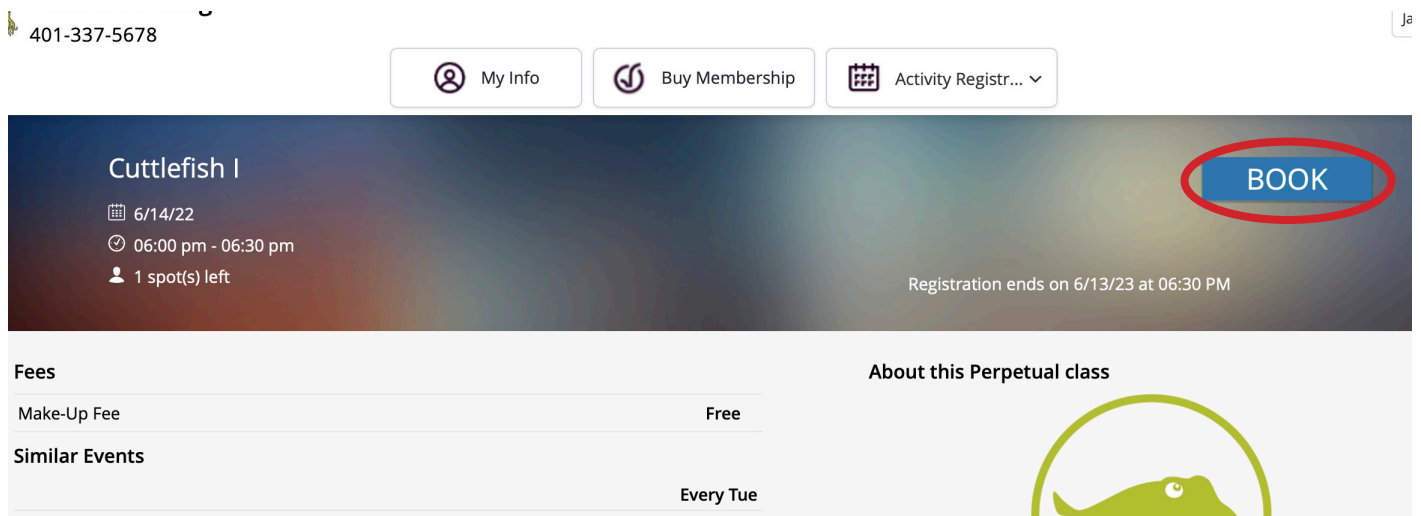 401-337-5678
My Info
Buy Membership
Activity Registr...
Cuttlefish I
BOOK
6/14/22
06:00 pm - 06:30 pm
1 spot(s) left
Registration ends on 6/13/23 at 06:30 PM
Fees
Make-Up Fee Free
Similar Events
Every Tue
About this Perpetual class